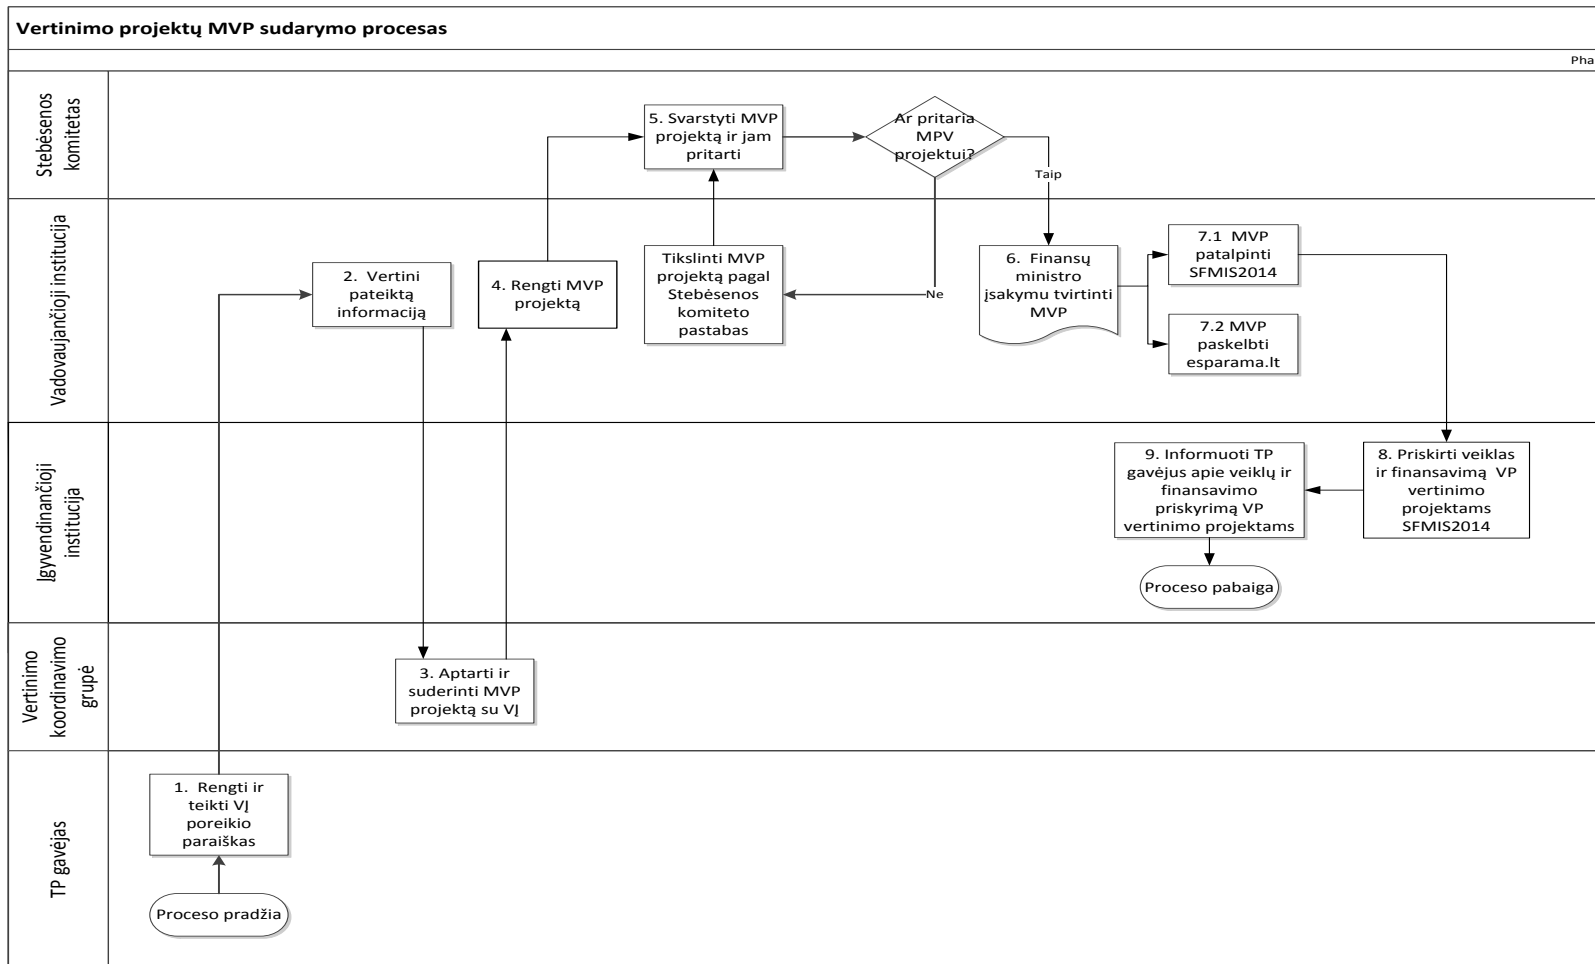 Vertinimo projektų MVP sudarymo procesas
Pha
Stebėsenos
komitetas
5. Svarstyti MVP
projektą ir jam
pritarti
Ar pritaria
MPV
projektui?
Taip
Vadovaujančioji institucija
2. Vertini
pateiktą
informaciją
4. Rengti MVP
projektą
Tikslinti MVP
projektą pagal
Stebėsenos
komiteto
pastabas
Ne
6. Finansų
ministro
įsakymu tvirtinti
MVP
7.1 MVP
patalpinti
SFMIS2014
7.2 MVP
paskelbti
esparama.lt
Įgyvendinančioji
institucija
9. Informuoti TP
gavėjus apie veiklų ir
finansavimo
priskyrimą VP
vertinimo projektams
8. Priskirti veiklas
ir finansavimą VP
vertinimo
projektams
SFMIS2014
Proceso pabaiga
Vertinimo
koordinavimo
grupė
3. Aptarti ir
suderinti MVP
projektą su VĮ
TP gavėjas
1. Rengti ir
teikti VĮ
poreikio
paraiškas
Proceso pradžia